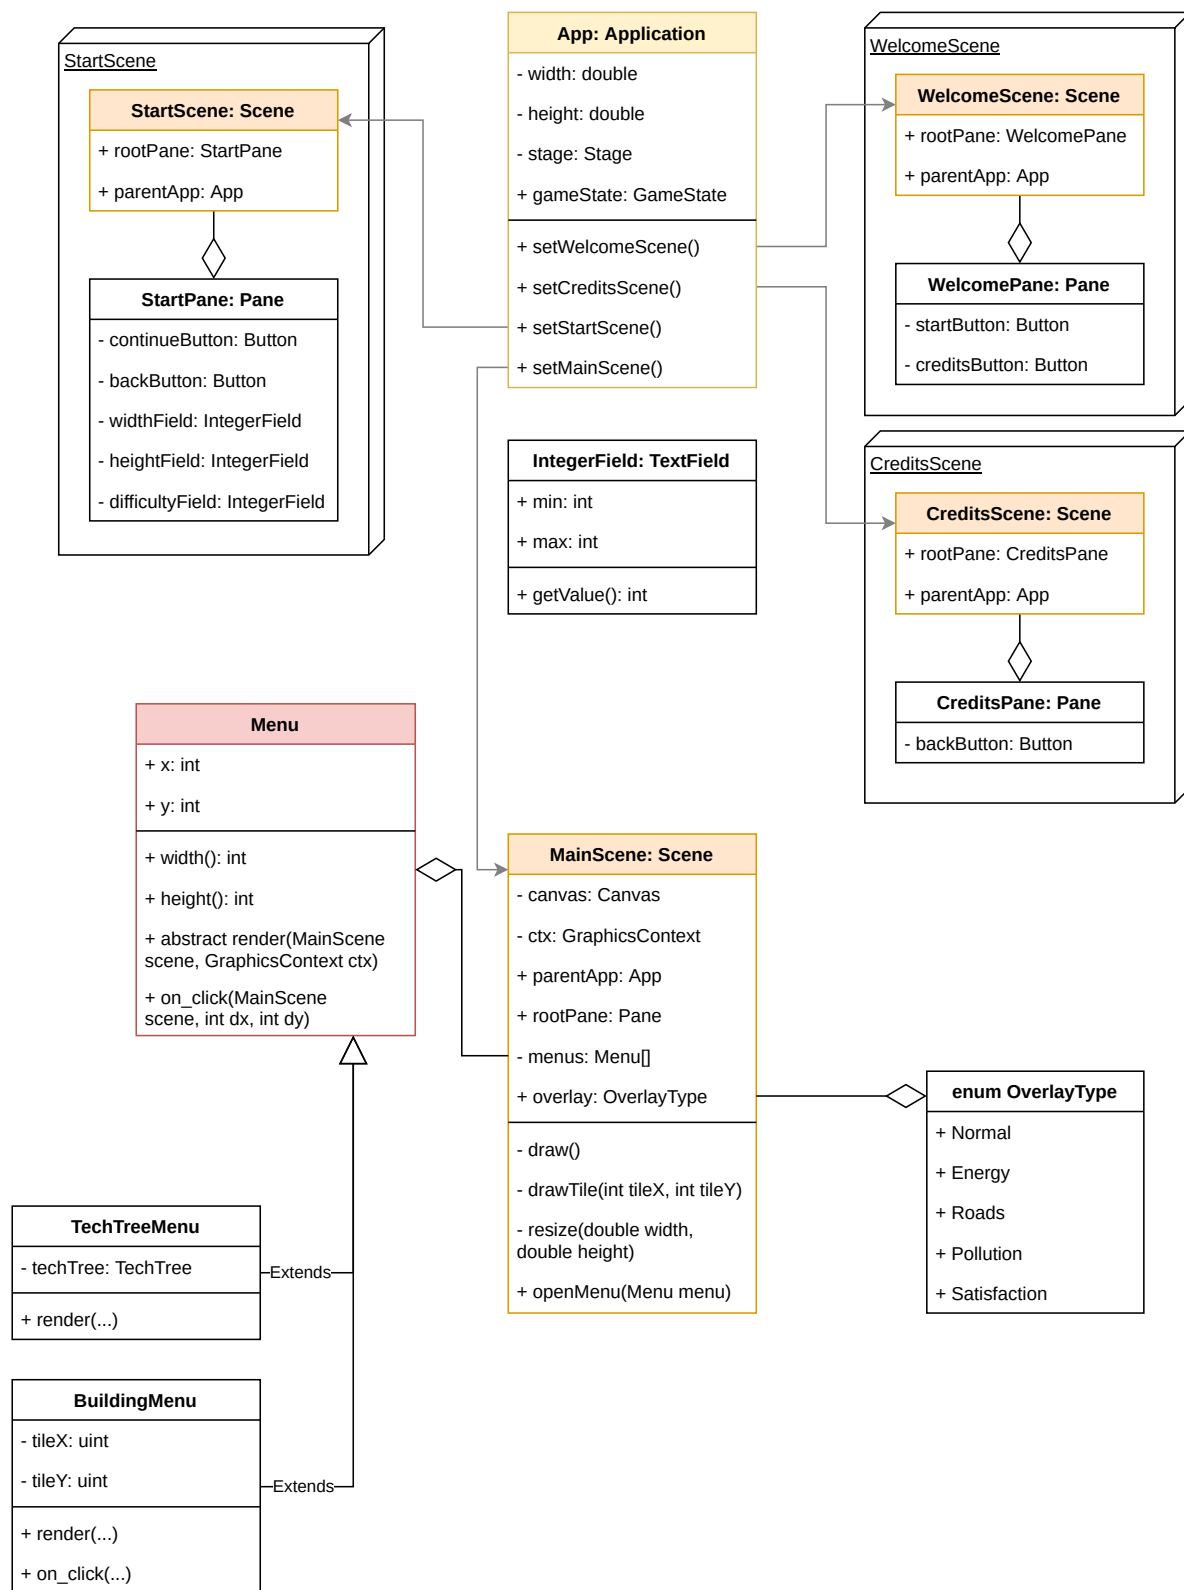 StartScene
StartScene: Scene
+ rootPane: StartPane
+ parentApp: App
StartPane: Pane
- continueButton: Button
- backButton: Button
- widthField: IntegerField
- heightField: IntegerField
- difficultyField: IntegerField
App: Application
- width: double
- height: double
- stage: Stage
+ gameState: GameState
+ setWelcomeScene()
+ setCreditsScene()
+ setStartScene()
+ setMainScene()
WelcomeScene
WelcomeScene: Scene
+ rootPane: WelcomePane
+ parentApp: App
WelcomePane: Pane
- startButton: Button
- creditsButton: Button
IntegerField: TextField
+ min: int
+ max: int
+ getValue(): int
CreditsScene
CreditsScene: Scene
+ rootPane: CreditsPane
+ parentApp: App
CreditsPane: Pane
- backButton: Button
Menu
+ x: int
+ y: int
+ width(): int
+ height(): int
+ abstract render(MainScene
scene, GraphicsContext ctx)
+ on_click(MainScene
scene, int dx, int dy)
MainScene: Scene
- canvas: Canvas
- ctx: GraphicsContext
+ parentApp: App
+ rootPane: Pane
- menus: Menu[]
+ overlay: OverlayType
- draw()
- drawTile(int tileX, int tileY)
- resize(double width,
double height)
+ openMenu(Menu menu)
enum OverlayType
+ Normal
+ Energy
+ Roads
+ Pollution
+ Satisfaction
TechTreeMenu
- techTree: TechTree
+ render(...)
Extends
BuildingMenu
- tileX: uint
- tileY: uint
+ render(...)
+ on_click(...)
Extends